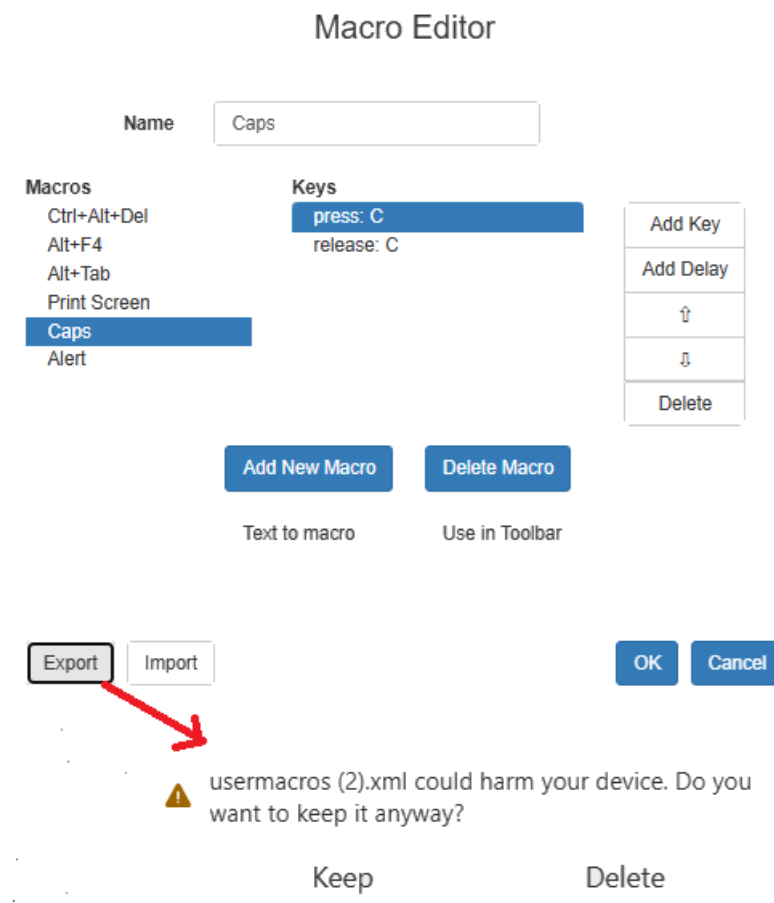 Macro Editor
Name
Caps
Macros
Keys
Ctrl+Alt+Del
Alt+F4
Alt+Tab
Print Screen
Caps
Alert
press: C
release: C
Add Key
Add Delay
⇧
⇩
Delete
Add New Macro
Delete Macro
Text to macro
Use in Toolbar
Export
Import
OK
Cancel
usermacros (2).xml could harm your device. Do you
want to keep it anyway?
Keep
Delete